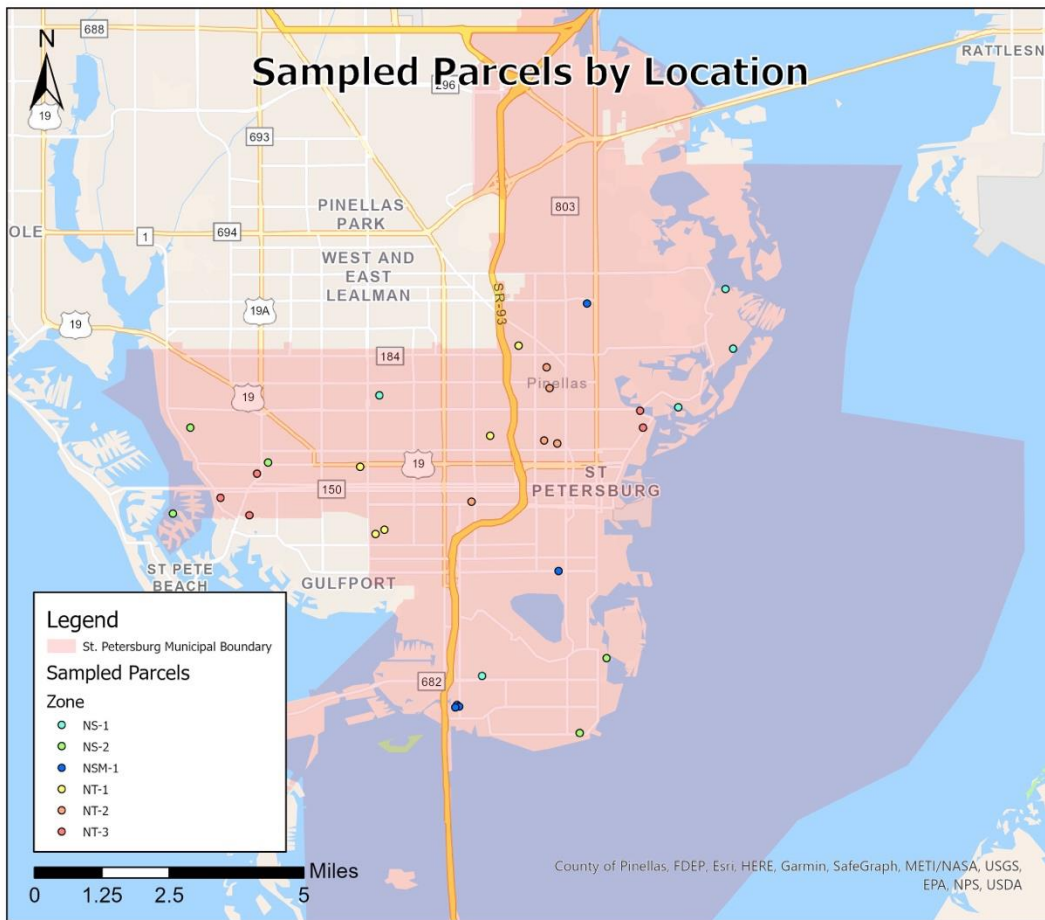 Sampled Parcels by Location
N
688
RATTLESN
296
19
693
PINELLAS
PARK
803
OLE
1
694
WEST AND
EAST
LEALMAN
19A
SR-93
19
184
19
Pinellas
19
150
ST
PETERSBURG
ST PETE
BEACH
GULFPORT
682
Legend
St. Petersburg Municipal Boundary
Sampled Parcels
Zone
NS-1
NS-2
NSM-1
NT-1
NT-2
NT-3
Miles
0 1.25 2.5 5
County of Pinellas, FDEP, Esri, HERE, Garmin, SafeGraph, METI/NASA, USGS,
EPA, NPS, USDA